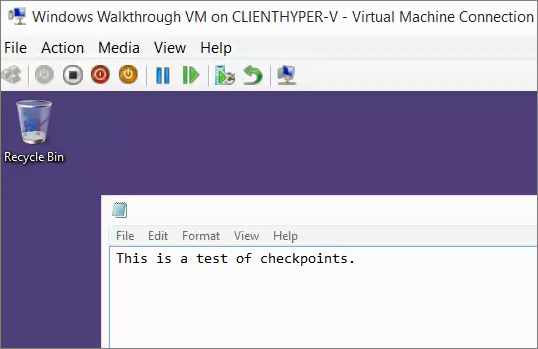 Windows Walkthrough VM on CLIENTHYPER-V - Virtual Machine Connection
File Action Media View Help
Recycle Bin
File Edit Format View Help
This is a test of checkpoints.